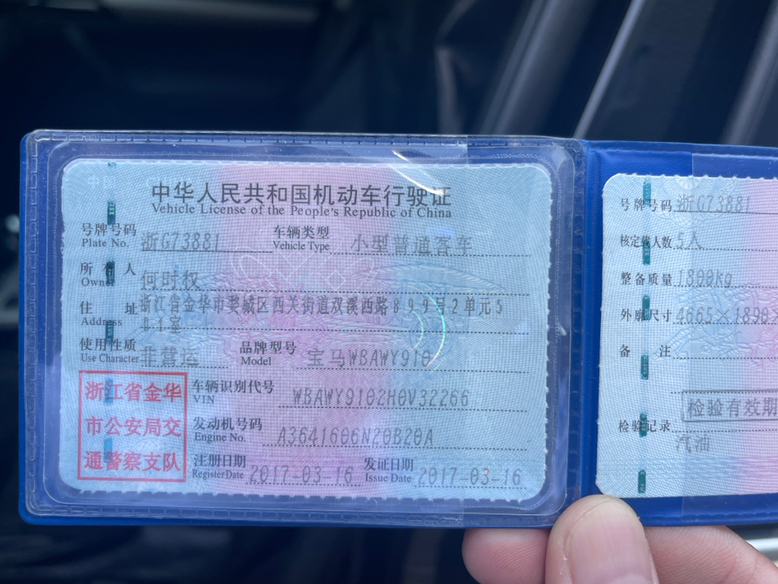 中华人民共和国机动车行驶证
Vehicle License of the People's Republic of China
号牌号码 浙G73881 车辆类型 小型普通客车
Plate No. Vehicle Type
所有人 何时权
Owner
住址 浙江省金华市婺城区西关街道双溪西路899号2单元5
Address
使用性质 非营运 品牌型号 宝马WBAWY910
Use Character Model
浙江省金华
市公安局交
通警察支队
车辆识别代号 WBAWY9102H0V32266
VIN
发动机号码 A3641606N20B20A
Engine No.
注册日期 2017-03-16 发证日期 2017-03-16
Register Date Issue Date
号牌号码 浙G73881
核定载人数 5人
整备质量 1800kg
外廓尺寸 4665×1890×
备注
检验有效期
检验记录
汽油